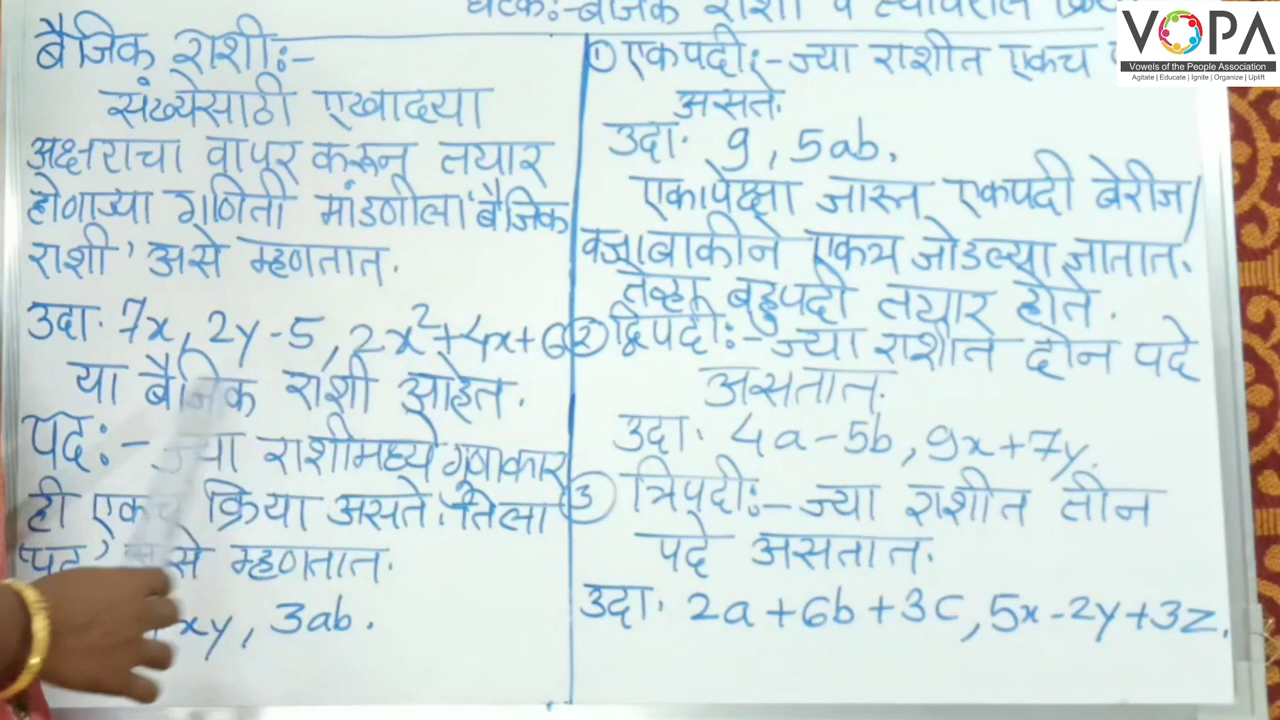 घटक:-बैजिक राशी व त्यावरील
बैजिक राशी:-
संख्येसाठी एखादया
अक्षराचा वापर करून तयार
होणाऱ्या गणिती मांडणीला 'बैजिक
राशी' असे म्हणतात.
उदा. 7x, 2y-5, 2x²+4x+6
या बैजिक राशी आहेत.
पद:- ज्या राशीमध्ये गुणाकार
ही एकच क्रिया असते. तिला
'पद' असे म्हणतात.
xy, 3ab.
① एकपदी:- ज्या राशीत एकच
असते.
उदा. 9, 5ab.
एकापेक्षा जास्त एकपदी बेरीज/
वजाबाकीने एकत्र जोडल्या जातात.
तेव्हा बहुपदी तयार होते.
② द्विपदी:- ज्या राशीत दोन पदे
असतात.
उदा. 4a-5b, 9x+7y.
③ त्रिपदी:- ज्या राशीत तीन
पदे असतात.
उदा. 2a+6b+3c, 5x-2y+3z.
VOPA
Vowels of the People Association
Agitate | Educate | Ignite | Organize | Uplift